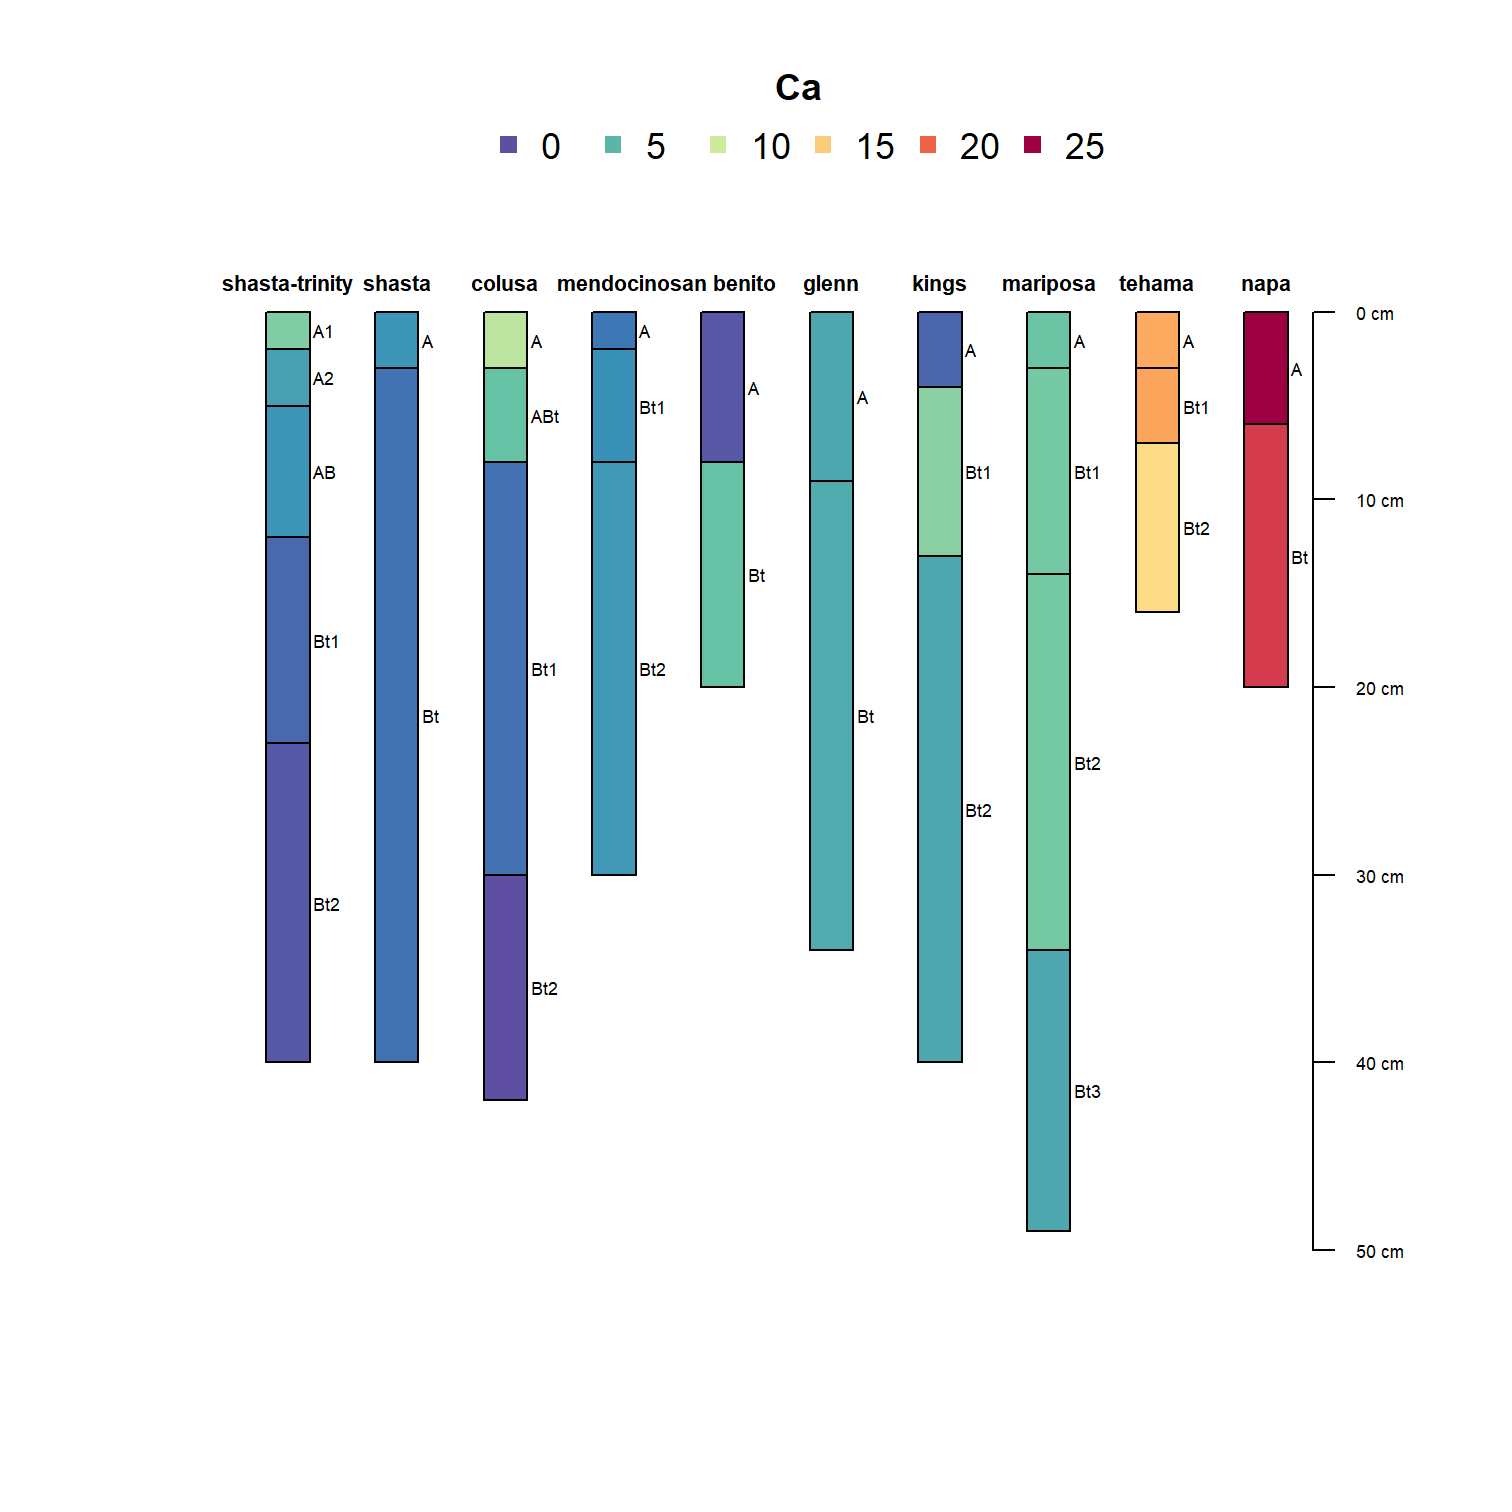 Ca
0 5 10 15 20 25
shasta-trinity shasta colusa mendocino san benito glenn kings mariposa tehama napa
0 cm
A1 A A A A A A
A A
A
A2 A
A
ABt Bt1 Bt1
AB Bt1 Bt1
10 cm
Bt2
Bt
Bt
Bt1
Bt1 Bt2
20 cm
Bt Bt
Bt2
Bt2
30 cm
Bt2
Bt2
40 cm
Bt3
50 cm